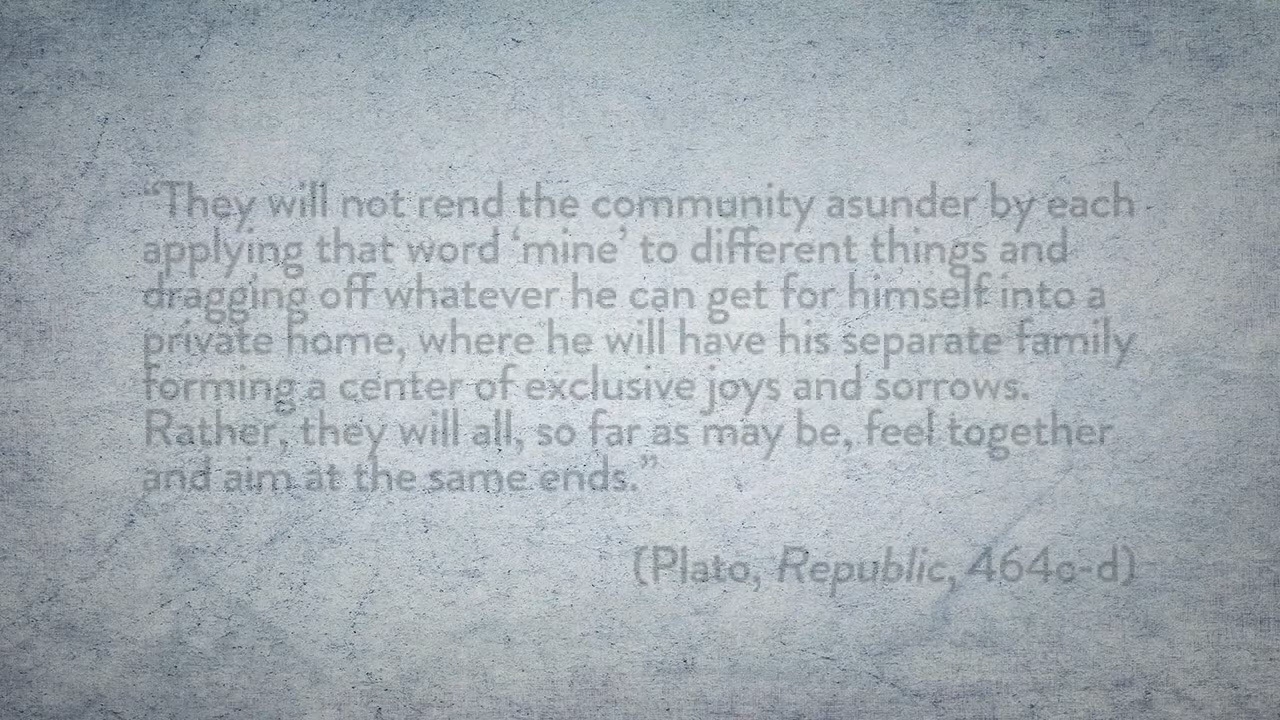 “They will not rend the community asunder by each
applying that word ‘mine’ to different things and
dragging off whatever he can get for himself into a
private home, where he will have his separate family
forming a center of exclusive joys and sorrows.
Rather, they will all, so far as may be, feel together
and aim at the same ends.”
(Plato, Republic, 464c-d)